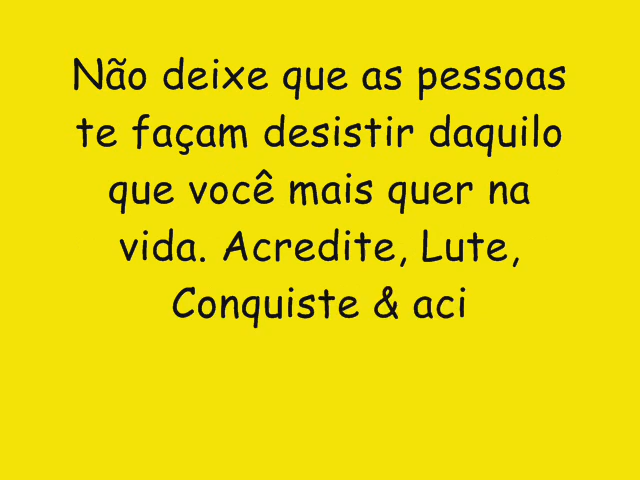 Não deixe que as pessoas
te façam desistir daquilo
que você mais quer na
vida. Acredite, Lute,
Conquiste & aci